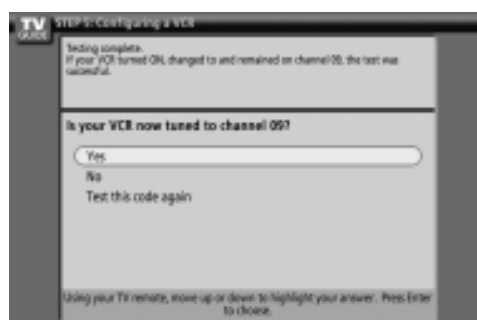 TV
GUIDE
STEP 5: Configuring a VCR
Testing complete.
If your VCR turned ON, changed to and remained on channel 09, the test was
successful.
Is your VCR now tuned to channel 09?
Yes
No
Test this code again
Using your TV remote, move up or down to highlight your answer. Press Enter
to choose.